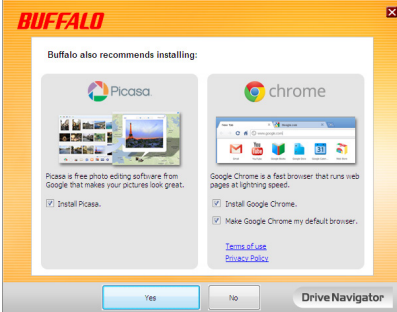 BUFFALO
Buffalo also recommends installing:
Picasa
chrome
Picasa is free photo editing software from
Google that makes your pictures look great.
Install Picasa.
Google Chrome is a fast browser that runs web
pages at lightning speed.
Install Google Chrome.
Make Google Chrome my default browser.
Terms of use
Privacy Policy
Yes
No
Drive Navigator